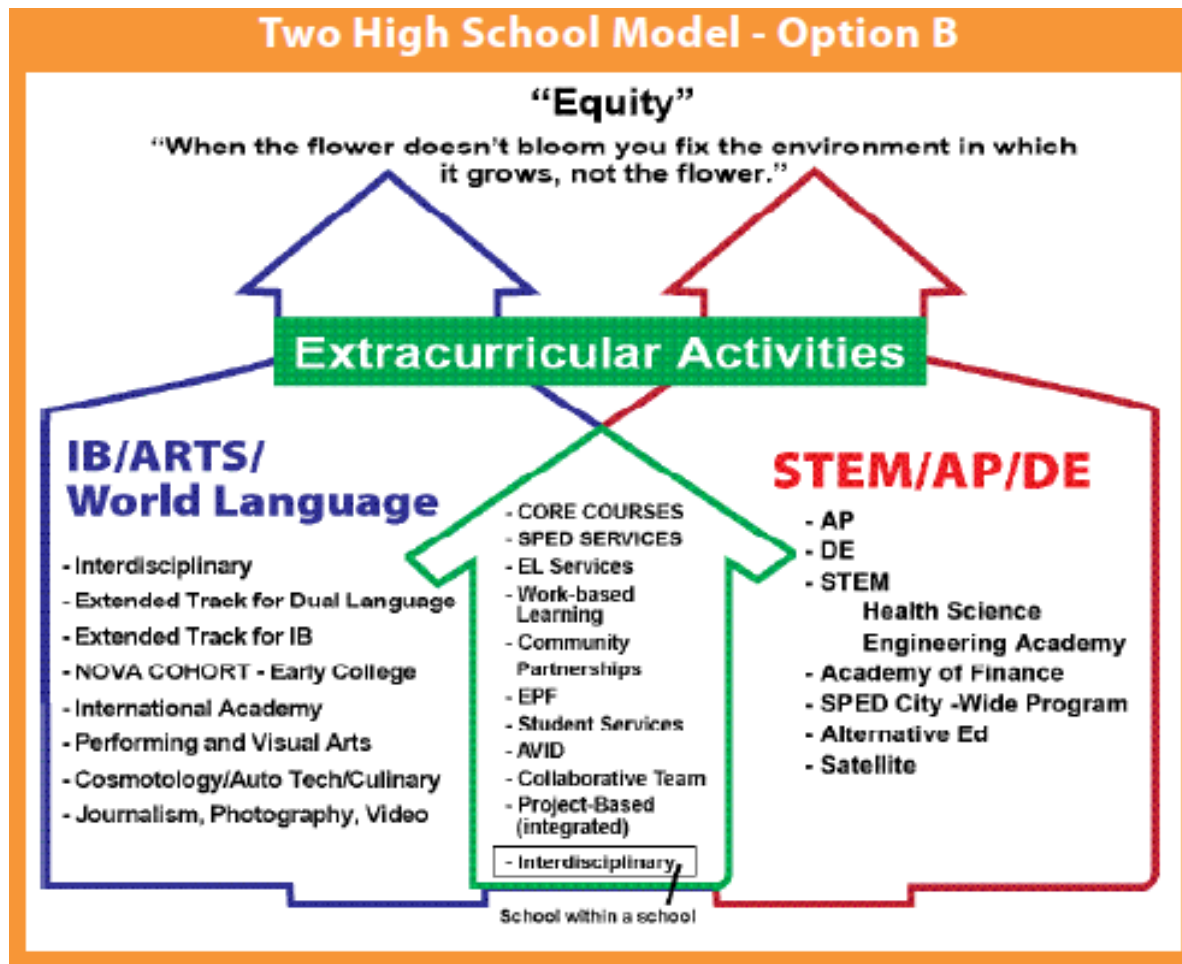 Two High School Model - Option B
“Equity”
“When the flower doesn't bloom you fix the environment in which
it grows, not the flower.”
Extracurricular Activities
IB/ARTS/
World Language
- Interdisciplinary
- Extended Track for Dual Language
- Extended Track for IB
- NOVA COHORT - Early College
- International Academy
- Performing and Visual Arts
- Cosmotology/Auto Tech/Culinary
- Journalism, Photography, Video
- CORE COURSES
- SPED SERVICES
- EL Services
- Work-based
Learning
- Community
Partnerships
- EPF
- Student Services
- AVID
- Collaborative Team
- Project-Based
(integrated)
- Interdisciplinary
School within a school
STEM/AP/DE
- AP
- DE
- STEM
Health Science
Engineering Academy
- Academy of Finance
- SPED City -Wide Program
- Alternative Ed
- Satellite